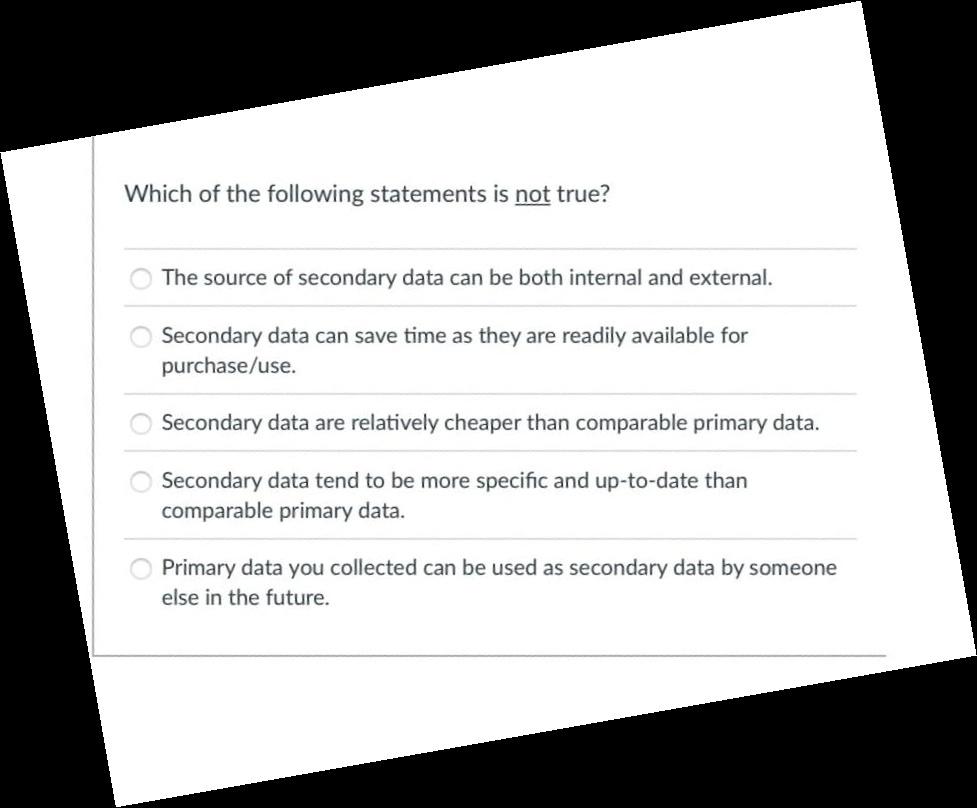 Which of the following statements is not true?
The source of secondary data can be both internal and external.
Secondary data can save time as they are readily available for
purchase/use.
Secondary data are relatively cheaper than comparable primary data.
Secondary data tend to be more specific and up-to-date than
comparable primary data.
Primary data you collected can be used as secondary data by someone
else in the future.